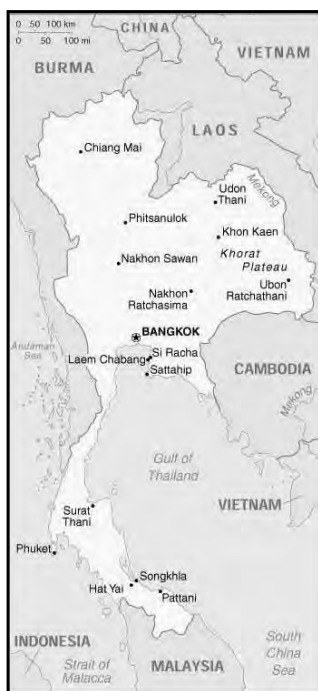 0 50 100 km
0 50 100 mi
CHINA
VIETNAM
BURMA
LAOS
Chiang Mai
Udon
Thani
Mekong
Phitsanulok
Khon Kaen
Khorat
Plateau
Nakhon Sawan
Ubon
Ratchathani
Nakhon
Ratchasima
BANGKOK
Andaman
Sea
Laem Chabang
Si Racha
Sattahip
CAMBODIA
Mekong
Gulf of
Thailand
VIETNAM
Surat
Thani
Phuket
Songkhla
Hat Yai
Pattani
INDONESIA
Strait of
Malacca
MALAYSIA
South
China
Sea